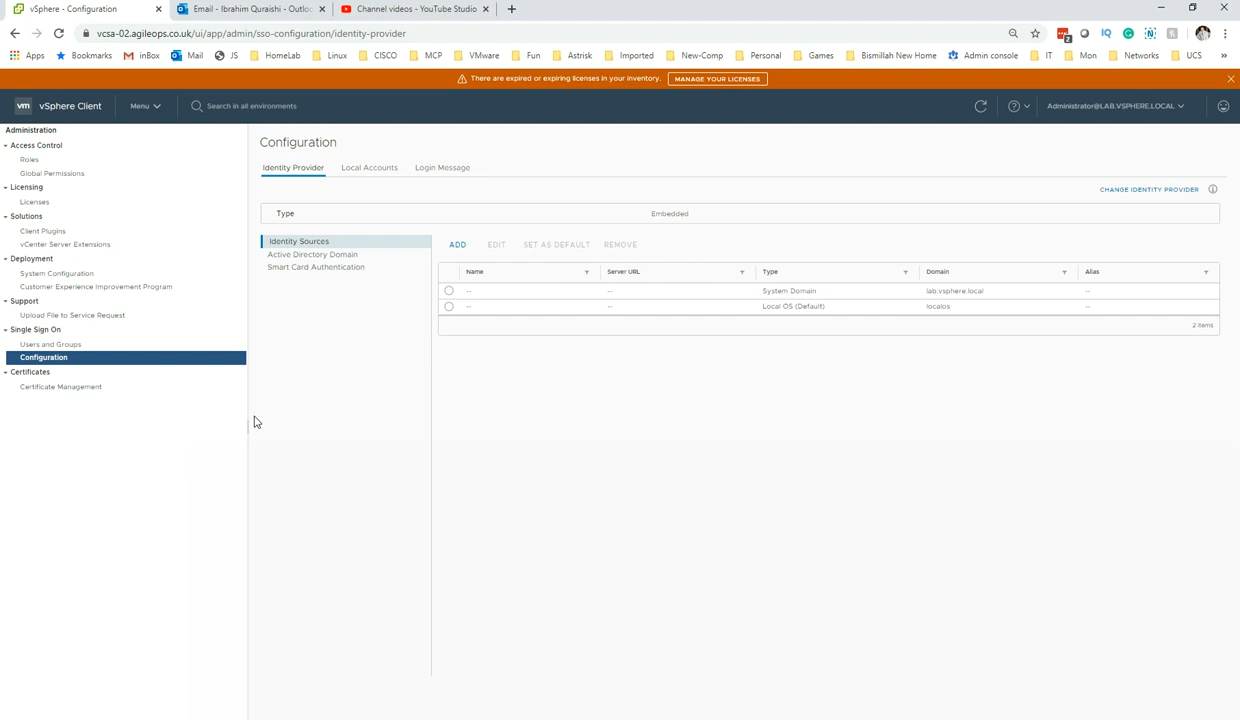 vSphere - Configuration
Email - Ibrahim Quraishi - Outloo
Channel videos - YouTube Studio
vcsa-02.agileops.co.uk/ui/app/admin/sso-configuration/identity-provider
Apps Bookmarks inBox Mail JS HomeLab Linux CISCO MCP VMware Fun Astrisk Imported New-Comp Personal Games Bismillah New Home Admin console IT Mon Networks UCS »
There are expired or expiring licenses in your inventory. MANAGE YOUR LICENSES
vm vSphere Client Menu Search in all environments Administrator@LAB.VSPHERE.LOCAL
Administration
Access Control
Roles
Global Permissions
Licensing
Licenses
Solutions
Client Plugins
vCenter Server Extensions
Deployment
System Configuration
Customer Experience Improvement Program
Support
Upload File to Service Request
Single Sign On
Users and Groups
Configuration
Certificates
Certificate Management
Configuration
Identity Provider Local Accounts Login Message
CHANGE IDENTITY PROVIDER
Type Embedded
Identity Sources
Active Directory Domain
Smart Card Authentication
ADD EDIT SET AS DEFAULT REMOVE
Name Server URL Type Domain Alias
-- -- System Domain lab.vsphere.local --
-- -- Local OS (Default) localos --
2 items